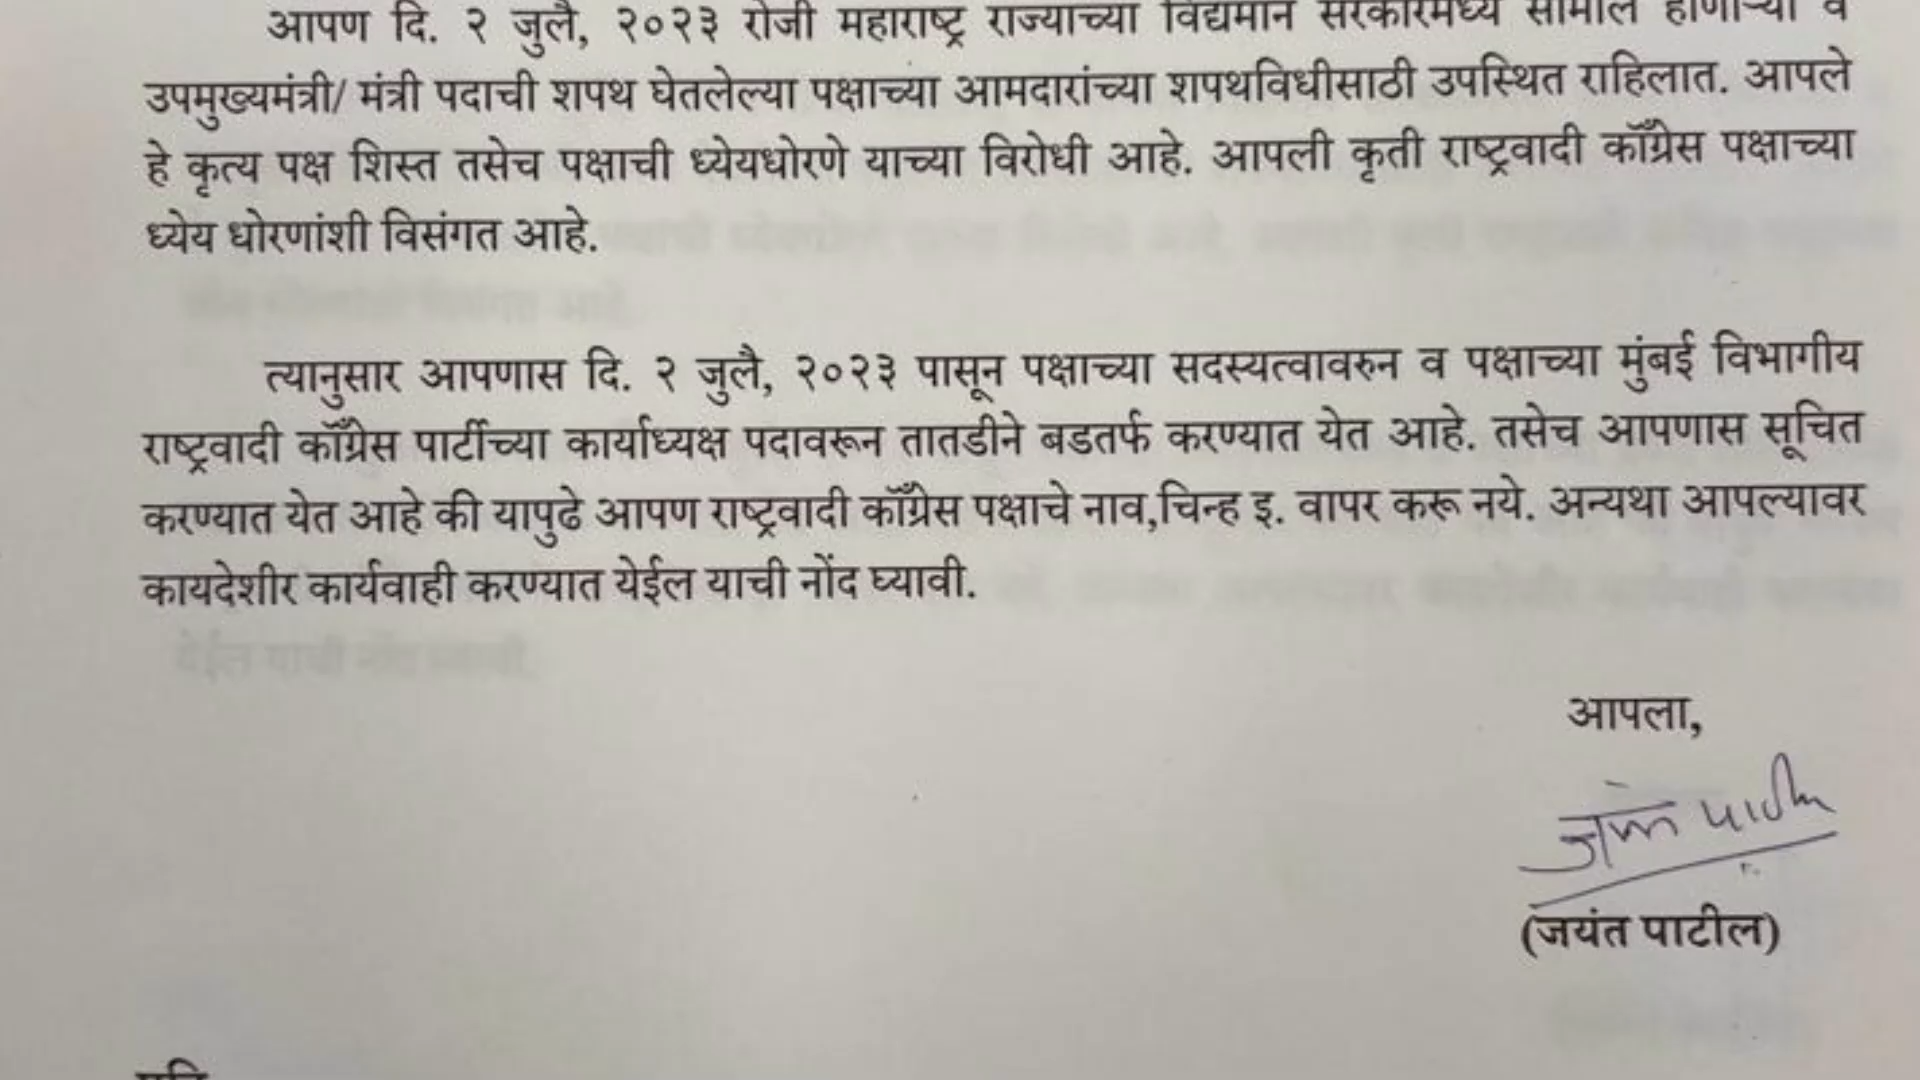 आपण दि. २ जुलै, २०२३ रोजी महाराष्ट्र राज्याच्या विद्यमान सरकारमध्ये सामील होणाऱ्या व
उपमुख्यमंत्री/ मंत्री पदाची शपथ घेतलेल्या पक्षाच्या आमदारांच्या शपथविधीसाठी उपस्थित राहिलात. आपले
हे कृत्य पक्ष शिस्त तसेच पक्षाची ध्येयधोरणे याच्या विरोधी आहे. आपली कृती राष्ट्रवादी काँग्रेस पक्षाच्या
ध्येय धोरणांशी विसंगत आहे.
त्यानुसार आपणास दि. २ जुलै, २०२३ पासून पक्षाच्या सदस्यत्वावरुन व पक्षाच्या मुंबई विभागीय
राष्ट्रवादी काँग्रेस पार्टीच्या कार्याध्यक्ष पदावरून तातडीने बडतर्फ करण्यात येत आहे. तसेच आपणास सूचित
करण्यात येत आहे की यापुढे आपण राष्ट्रवादी काँग्रेस पक्षाचे नाव,चिन्ह इ. वापर करू नये. अन्यथा आपल्यावर
कायदेशीर कार्यवाही करण्यात येईल याची नोंद घ्यावी.
आपला,
जयंत पाटील
(जयंत पाटील)